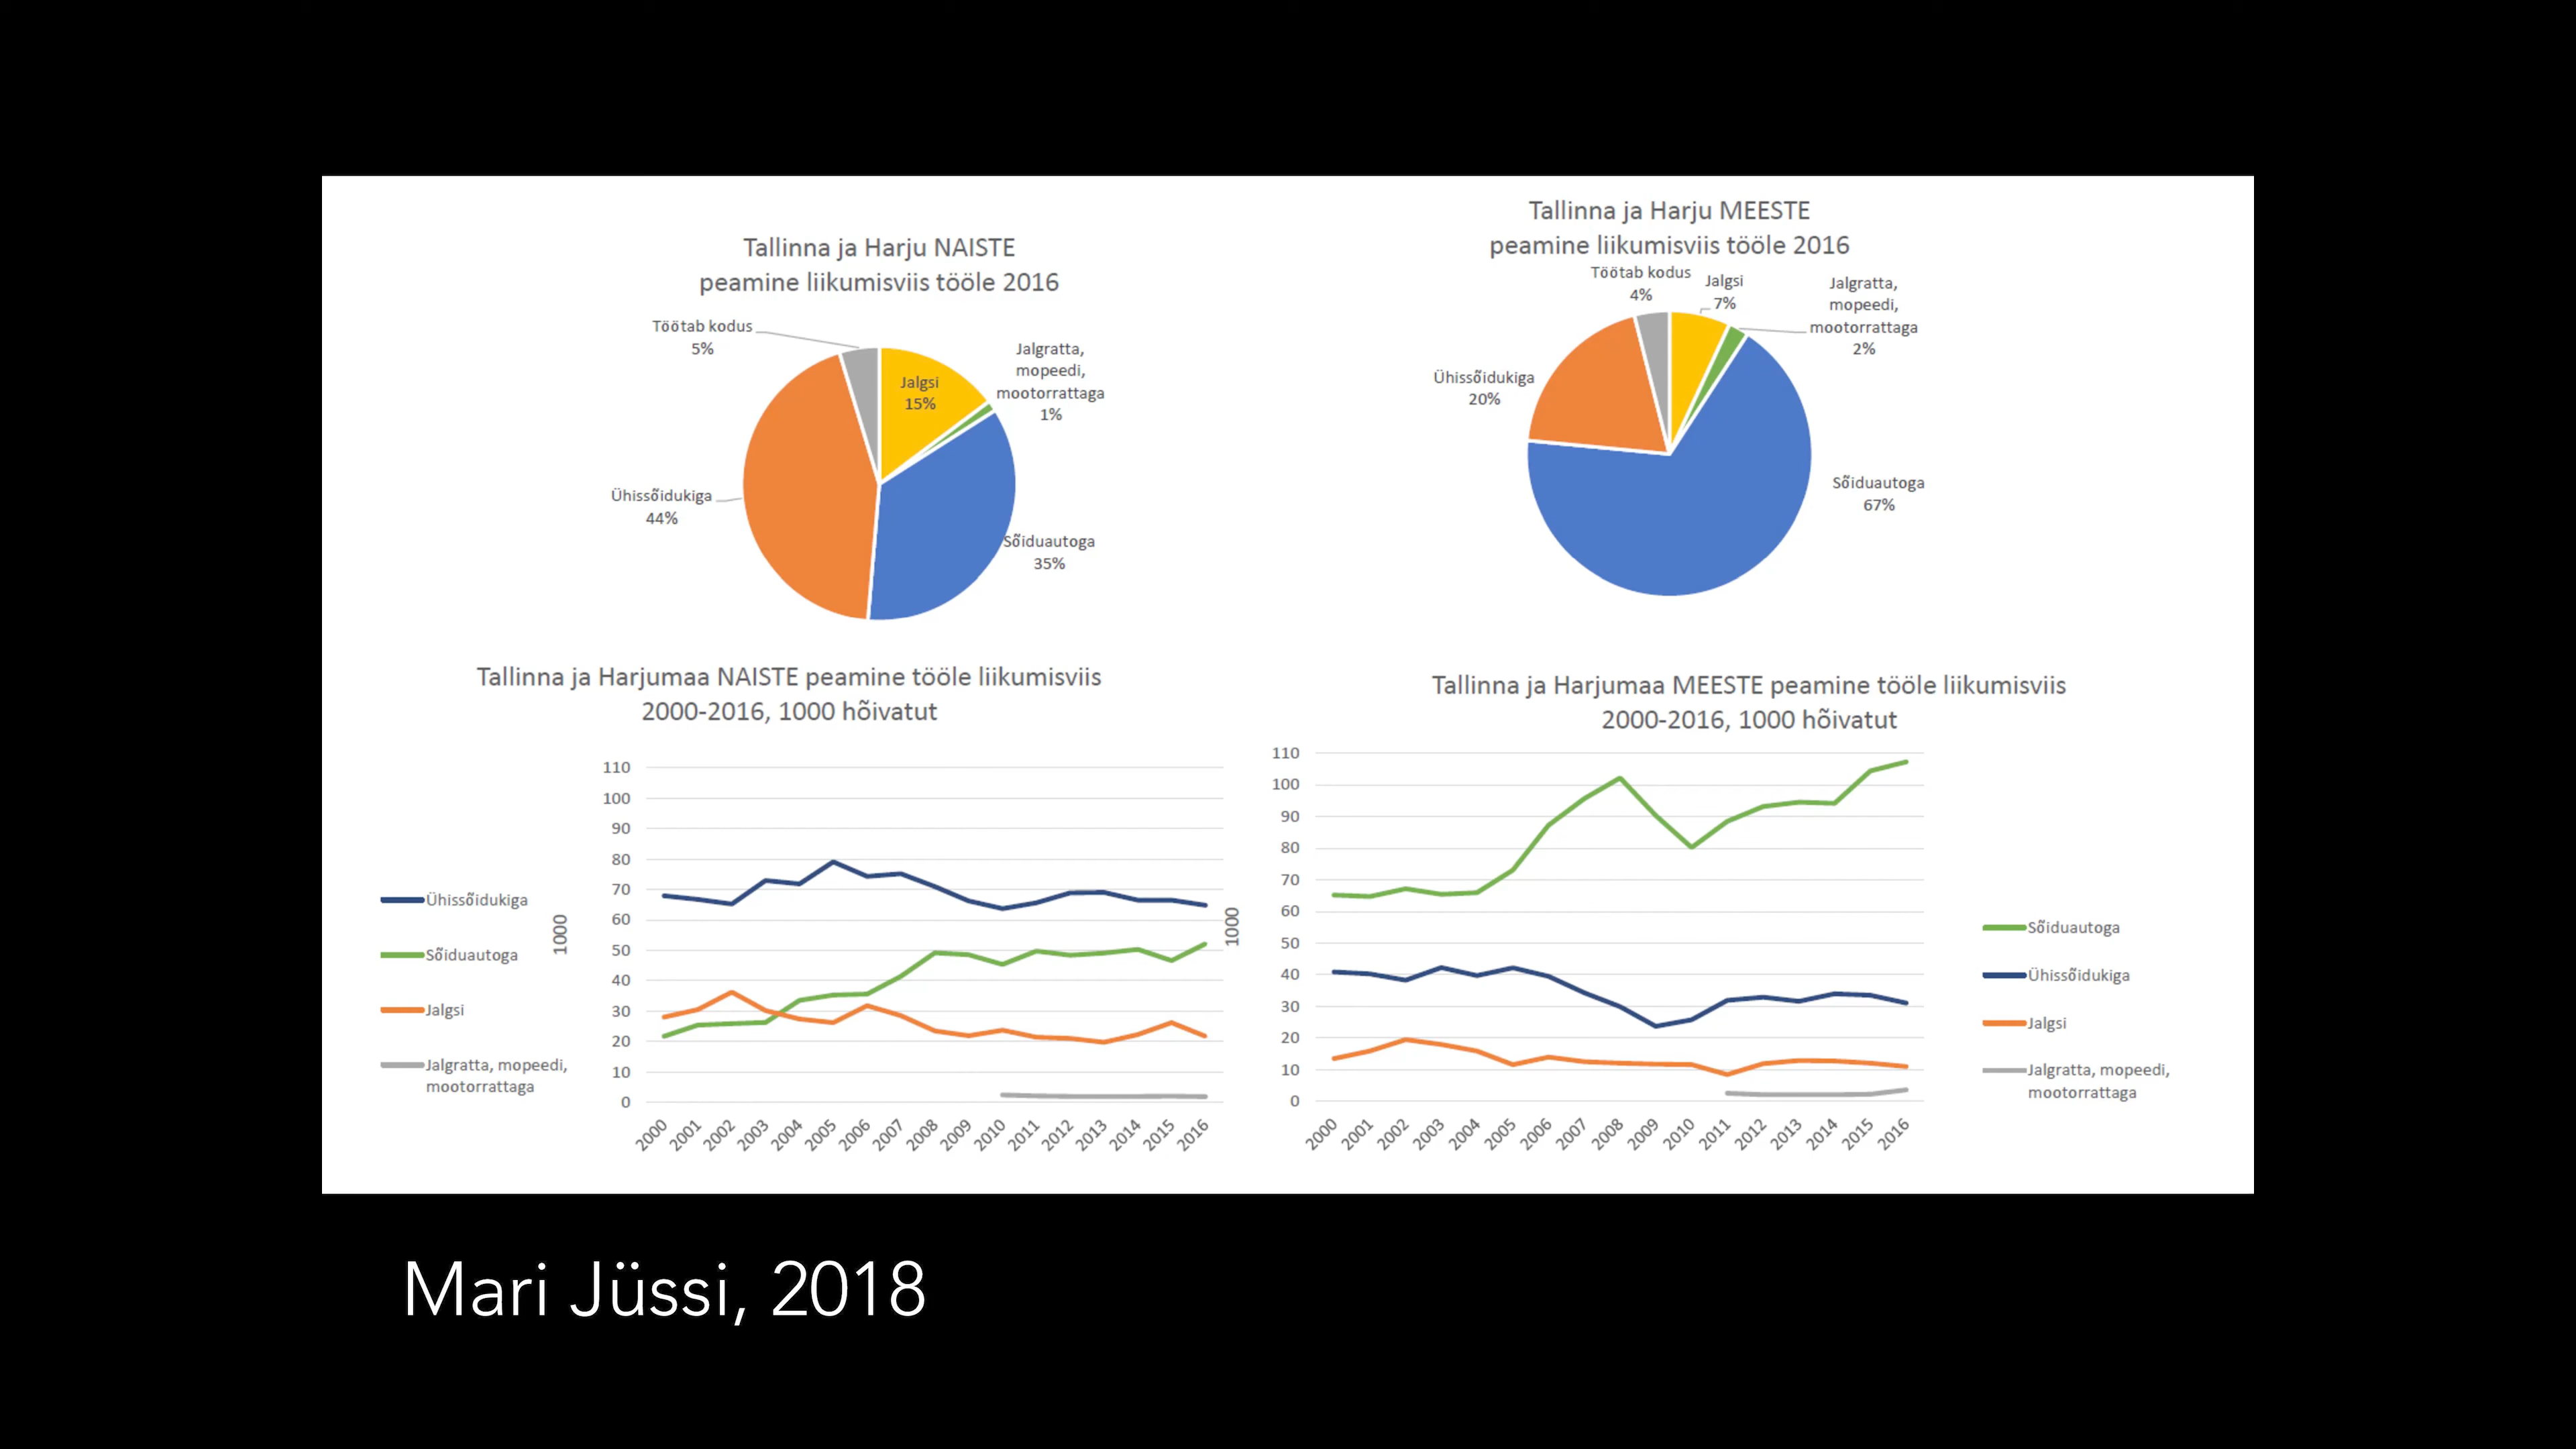 Tallinna ja Harju NAISTE
peamine liikumisviis tööle 2016
Töötab kodus
5%
Jalgsi
15%
Jalgratta,
mopeedi,
mootorrattaga
1%
Ühissõidukiga
44%
Sõiduautoga
35%
Tallinna ja Harju MEESTE
peamine liikumisviis tööle 2016
Töötab kodus
4%
Jalgsi
7%
Jalgratta,
mopeedi,
mootorrattaga
2%
Ühissõidukiga
20%
Sõiduautoga
67%
Tallinna ja Harjumaa NAISTE peamine tööle liikumisviis
2000-2016, 1000 hõivatut
Ühissõidukiga
Sõiduautoga
Jalgsi
Jalgratta, mopeedi,
mootorrattaga
1000
110
100
90
80
70
60
50
40
30
20
10
0
2000 2001 2002 2003 2004 2005 2006 2007 2008 2009 2010 2011 2012 2013 2014 2015 2016
Tallinna ja Harjumaa MEESTE peamine tööle liikumisviis
2000-2016, 1000 hõivatut
1000
110
100
90
80
70
60
50
40
30
20
10
0
2000 2001 2002 2003 2004 2005 2006 2007 2008 2009 2010 2011 2012 2013 2014 2015 2016
Sõiduautoga
Ühissõidukiga
Jalgsi
Jalgratta, mopeedi,
mootorrattaga
Mari Jüssi, 2018